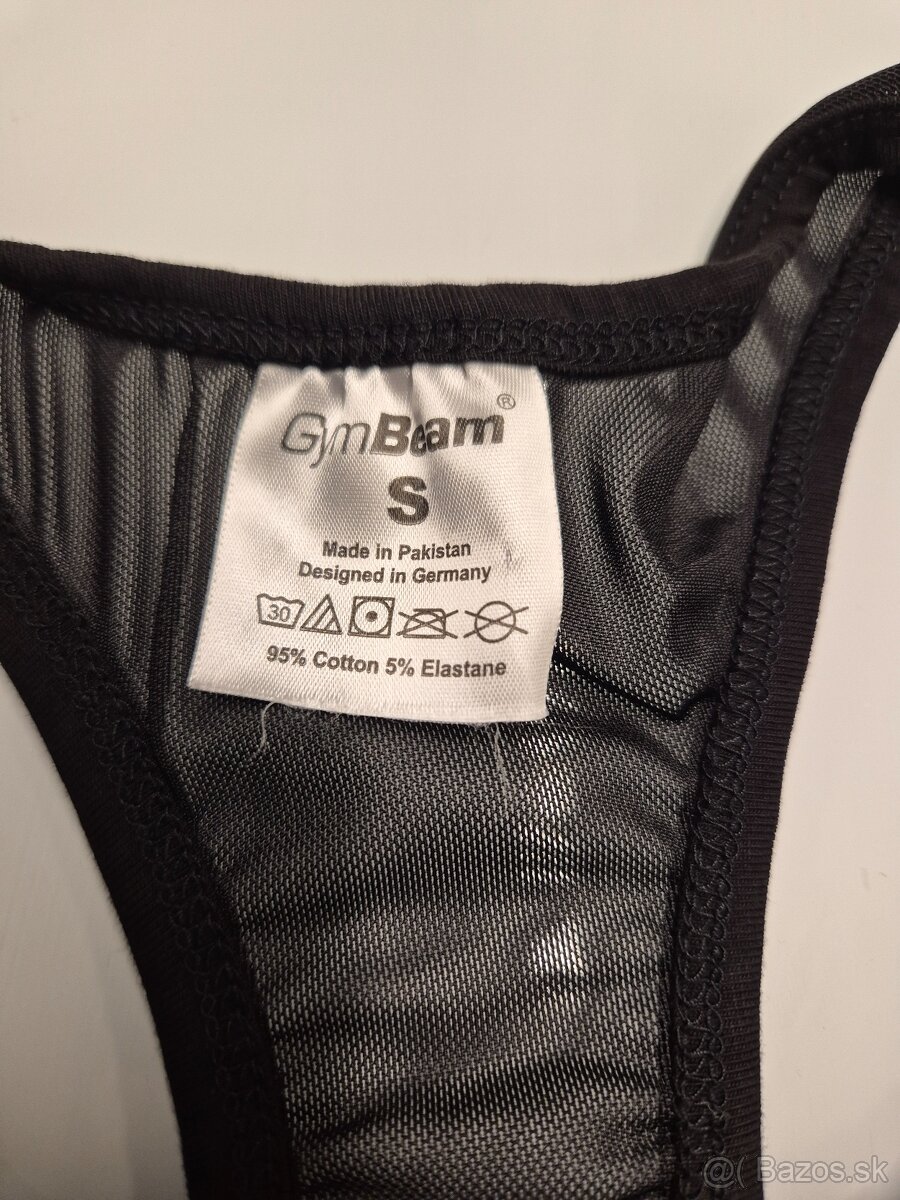 GymBeam®
S
Made in Pakistan
Designed in Germany
30
95% Cotton 5% Elastane
@( Bazos.sk